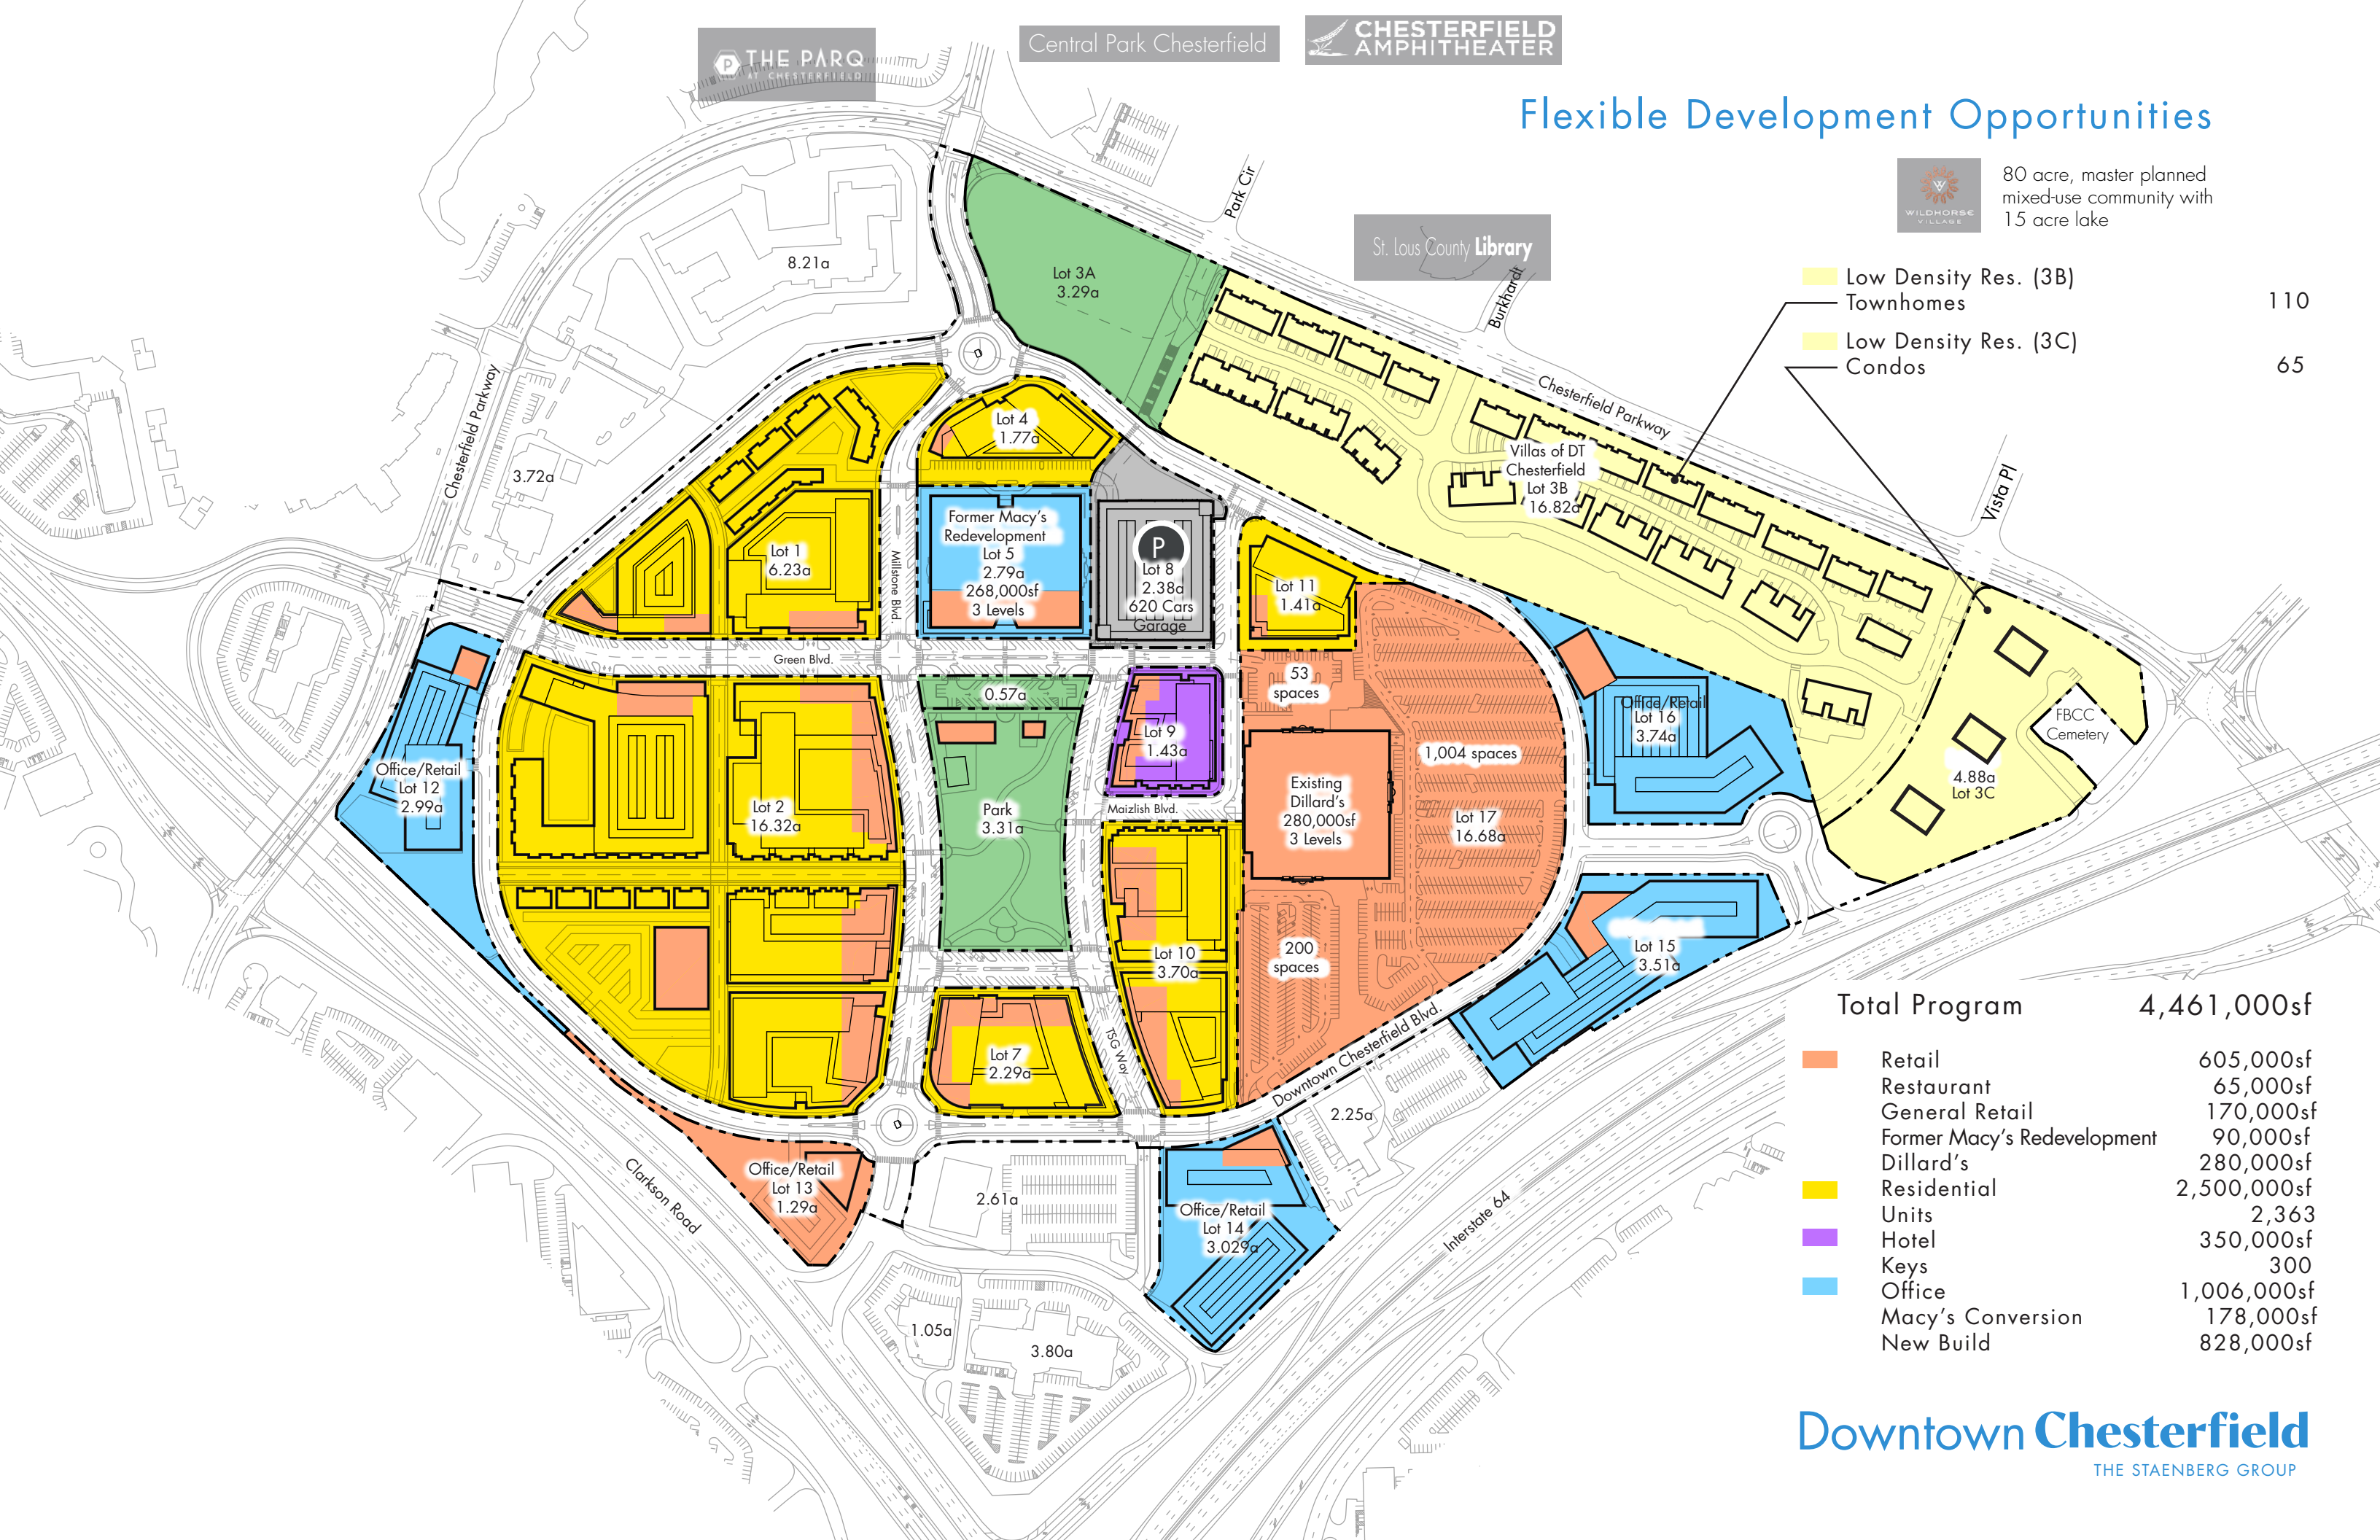 THE PARQ
AT CHESTERFIELD
Central Park Chesterfield
CHESTERFIELD
AMPHITHEATER
Flexible Development Opportunities
WILDHORSE
VILLAGE
80 acre, master planned
mixed-use community with
15 acre lake
St. Lous County Library
Park Cir
Burkhardt
Vista Pl
Chesterfield Parkway
Chesterfield Parkway
Low Density Res. (3B)
Townhomes 110
Low Density Res. (3C)
Condos 65
8.21a
3.72a
Lot 3A
3.29a
D
Lot 4
1.77a
Lot 1
6.23a
Millstone Blvd.
Former Macy's
Redevelopment
Lot 5
2.79a
268,000sf
3 Levels
P
Lot 8
2.38a
620 Cars
Garage
Lot 11
1.41a
Villas of DT
Chesterfield
Lot 3B
16.82a
Green Blvd.
0.57a
53
spaces
Lot 9
1.43a
1,004 spaces
Office/Retail
Lot 16
3.74a
FBCC
Cemetery
4.88a
Lot 3C
Office/Retail
Lot 12
2.99a
Lot 2
16.32a
Park
3.31a
Maizlish Blvd.
Existing
Dillard's
280,000sf
3 Levels
Lot 17
16.68a
Lot 10
3.70a
200
spaces
Lot 15
3.51a
Lot 7
2.29a
TSG Way
Downtown Chesterfield Blvd.
D
2.25a
Clarkson Road
Office/Retail
Lot 13
1.29a
2.61a
Office/Retail
Lot 14
3.029a
Interstate 64
1.05a
3.80a
Total Program 4,461,000sf
Retail 605,000sf
Restaurant 65,000sf
General Retail 170,000sf
Former Macy's Redevelopment 90,000sf
Dillard's 280,000sf
Residential 2,500,000sf
Units 2,363
Hotel 350,000sf
Keys 300
Office 1,006,000sf
Macy's Conversion 178,000sf
New Build 828,000sf
Downtown Chesterfield
THE STAENBERG GROUP